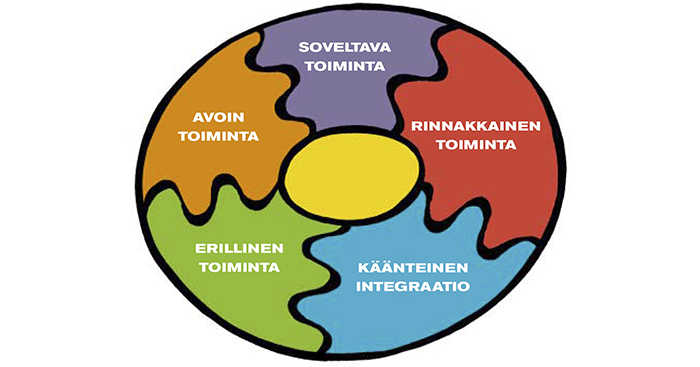 SOVELTAVA
TOIMINTA
AVOIN
TOIMINTA
RINNAKKAINEN
TOIMINTA
ERILLINEN
TOIMINTA
KÄÄNTEINEN
INTEGRAATIO